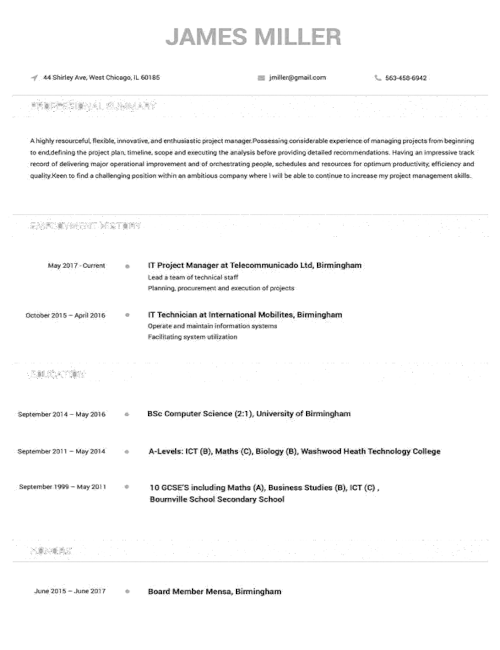 JAMES MILLER
44 Shirley Ave, West Chicago, IL 60185 jmiller@gmail.com 563-458-6942
PROFESSIONAL SUMMARY
A highly resourceful, flexible, innovative, and enthusiastic project manager.Possessing considerable experience of managing projects from beginning
to end,defining the project plan, timeline, scope and executing the analysis before providing detailed recommendations. Having an impressive track
record of delivering major operational improvement and of orchestrating people, schedules and resources for optimum productivity, efficiency and
quality.Keen to find a challenging position within an ambitious company where I will be able to continue to increase my project management skills.
EMPLOYMENT HISTORY
May 2017 - Current IT Project Manager at Telecommunicado Ltd, Birmingham
Lead a team of technical staff
Planning, procurement and execution of projects
October 2015 – April 2016 IT Technician at International Mobilites, Birmingham
Operate and maintain information systems
Facilitating system utilization
EDUCATION
September 2014 – May 2016 BSc Computer Science (2:1), University of Birmingham
September 2011 – May 2014 A-Levels: ICT (B), Maths (C), Biology (B), Washwood Heath Technology College
September 1999 – May 2011 10 GCSE'S including Maths (A), Business Studies (B), ICT (C) ,
Bournville School Secondary School
June 2015 – June 2017 Board Member Mensa, Birmingham